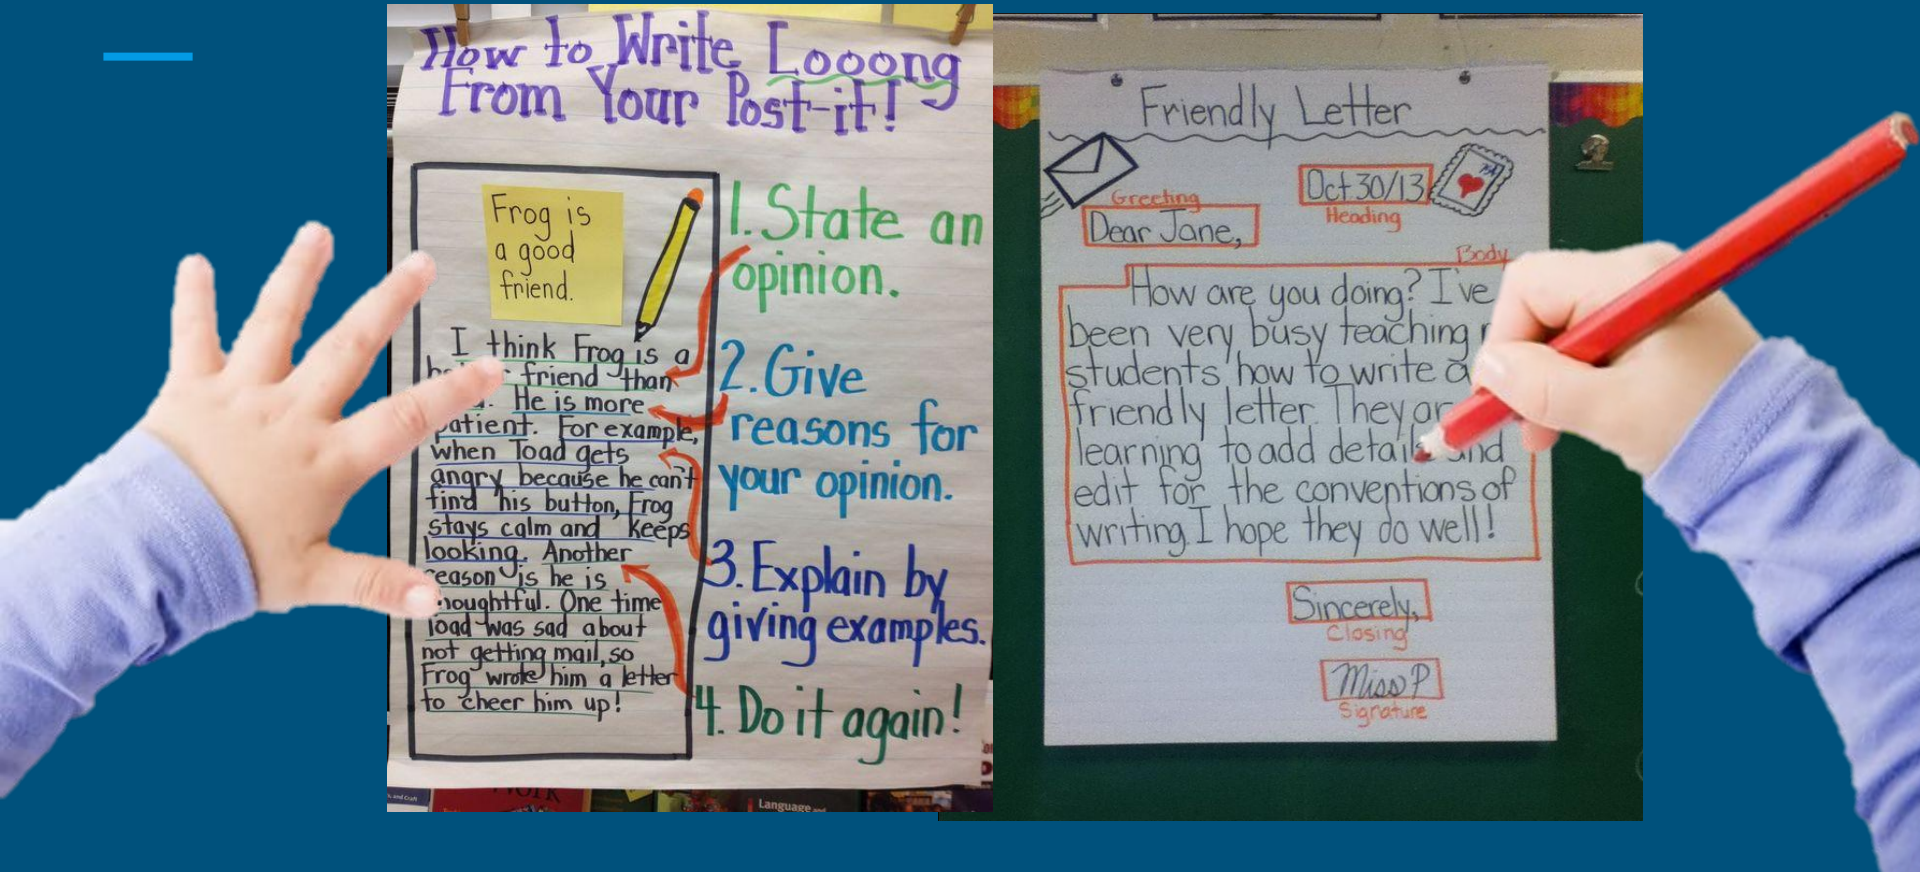 How to Write Looong
From Your Post-it!
Frog is
a good
friend.
I think Frog is a
friend than
He is more
patient. For example,
when Toad gets
angry because he can't
find his button, Frog
stays calm and keeps
looking. Another
reason is he is
thoughtful. One time
Toad was sad about
not getting mail, so
Frog wrote him a letter
to cheer him up!
1. State an
opinion.
2. Give
reasons for
your opinion.
3. Explain by
giving examples.
4. Do it again!
and Craft
WORK
Language and
Friendly Letter
Oct 30/13
Heading
Greeting
Dear Jane,
Body
How are you doing? I've
been very busy teaching
students how to write a
friendly letter. They are
learning to add details and
edit for the conventions of
writing. I hope they do well!
Sincerely,
Closing
Miss P
Signature